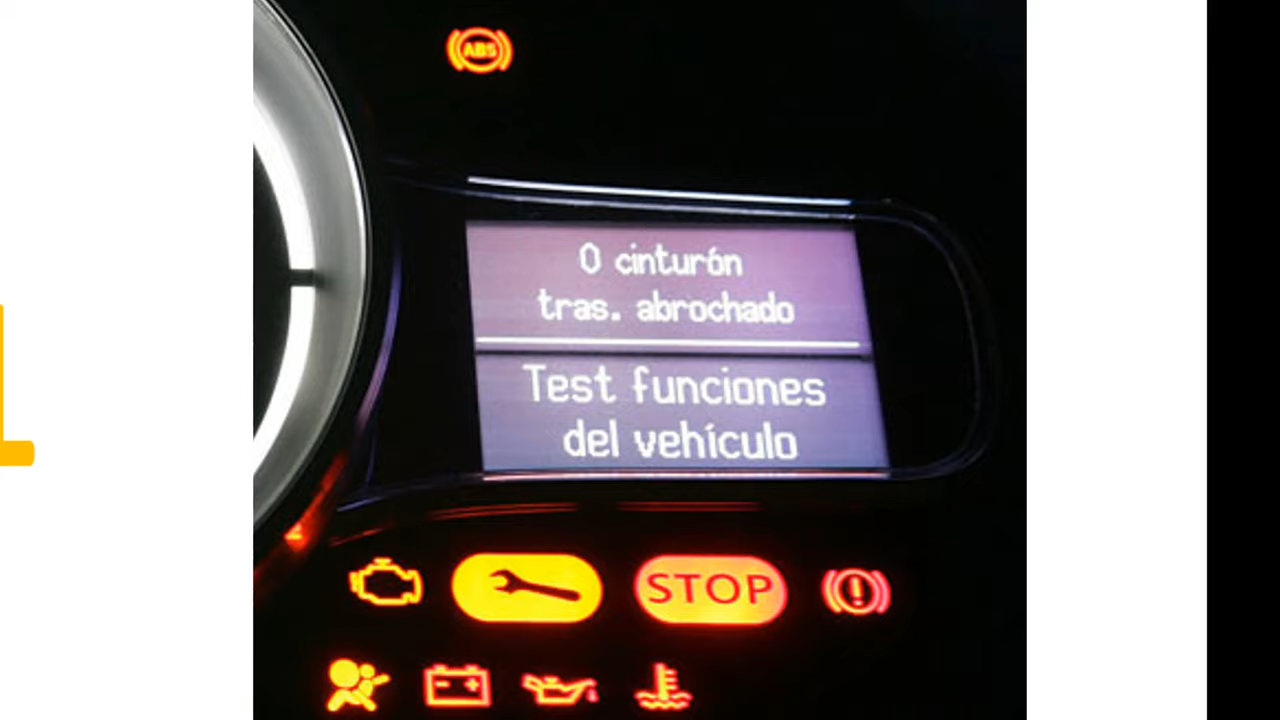 ABS
0 cinturón
tras. abrochado
Test funciones
del vehículo
STOP